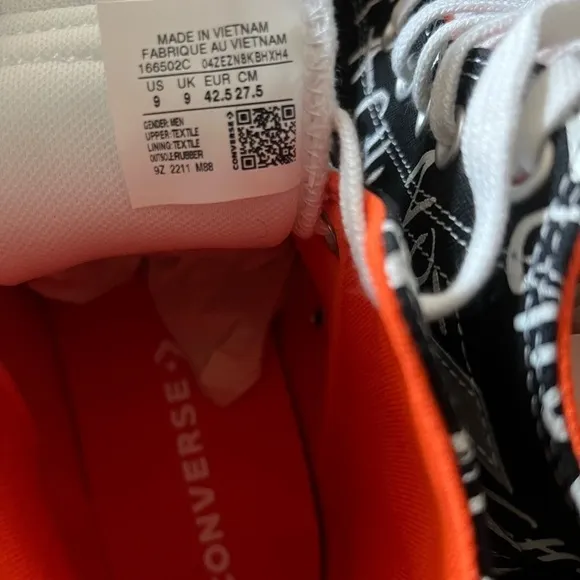 MADE IN VIETNAM
FABRIQUE AU VIETNAM
166502C 04ZEZN8KBHXH4
US UK EUR CM
9 9 42.5 27.5
GENDER: MEN
UPPER: TEXTILE
LINING: TEXTILE
OUTSOLE: RUBBER
9Z 2211 M88
CONVERSE
CONVERSE